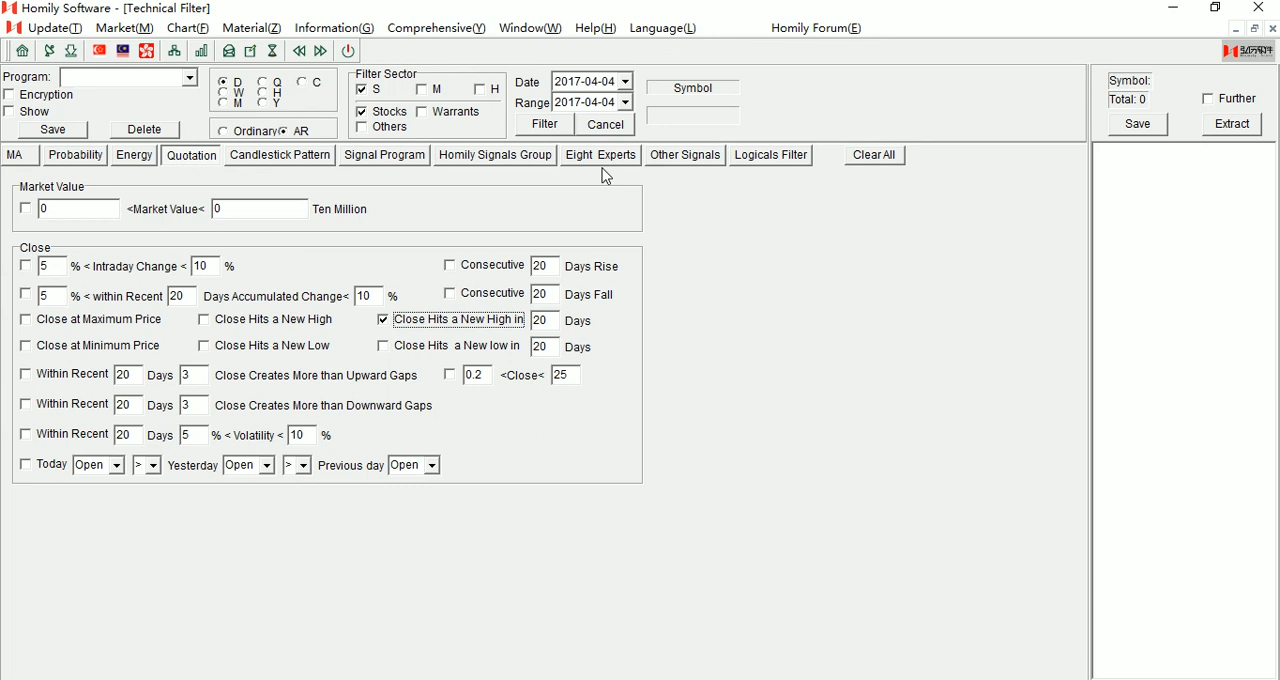 Homily Software - [Technical Filter]
Update(T) Market(M) Chart(F) Material(Z) Information(G) Comprehensive(Y) Window(W) Help(H) Language(L) Homily Forum(E)
弘历软件
Program:
Encryption
Show
Save Delete
D Q C
W H
M Y
Ordinary AR
Filter Sector
S M H
Stocks Warrants
Others
Date 2017-04-04
Range 2017-04-04
Filter Cancel
Symbol
Symbol:
Total: 0 Further
Save Extract
MA Probability Energy Quotation Candlestick Pattern Signal Program Homily Signals Group Eight Experts Other Signals Logicals Filter Clear All
Market Value
0 <Market Value< 0 Ten Million
Close
5 % < Intraday Change < 10 % Consecutive 20 Days Rise
5 % < within Recent 20 Days Accumulated Change< 10 % Consecutive 20 Days Fall
Close at Maximum Price Close Hits a New High Close Hits a New High in 20 Days
Close at Minimum Price Close Hits a New Low Close Hits a New low in 20 Days
Within Recent 20 Days 3 Close Creates More than Upward Gaps 0.2 <Close< 25
Within Recent 20 Days 3 Close Creates More than Downward Gaps
Within Recent 20 Days 5 % < Volatility < 10 %
Today Open > Yesterday Open > Previous day Open